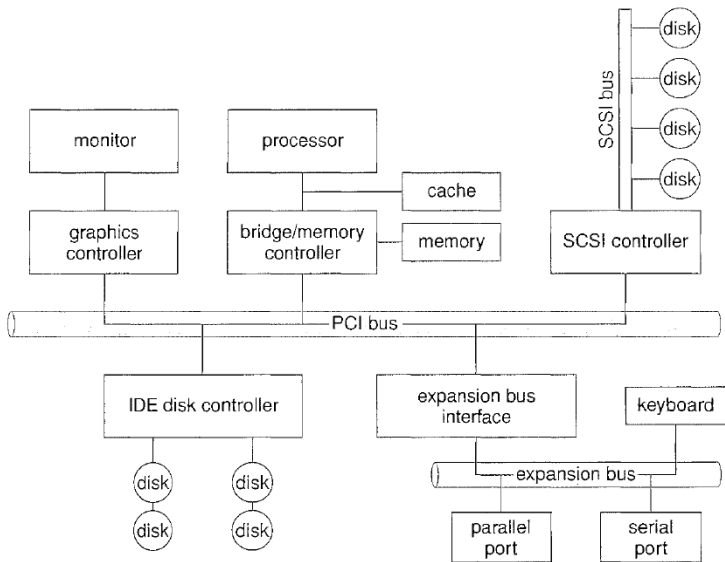 disk
disk
SCSI bus
disk
disk
monitor
processor
cache
graphics
controller
bridge/memory
controller
memory
SCSI controller
PCI bus
IDE disk controller
expansion bus
interface
keyboard
disk
disk
expansion bus
disk
disk
parallel
port
serial
port